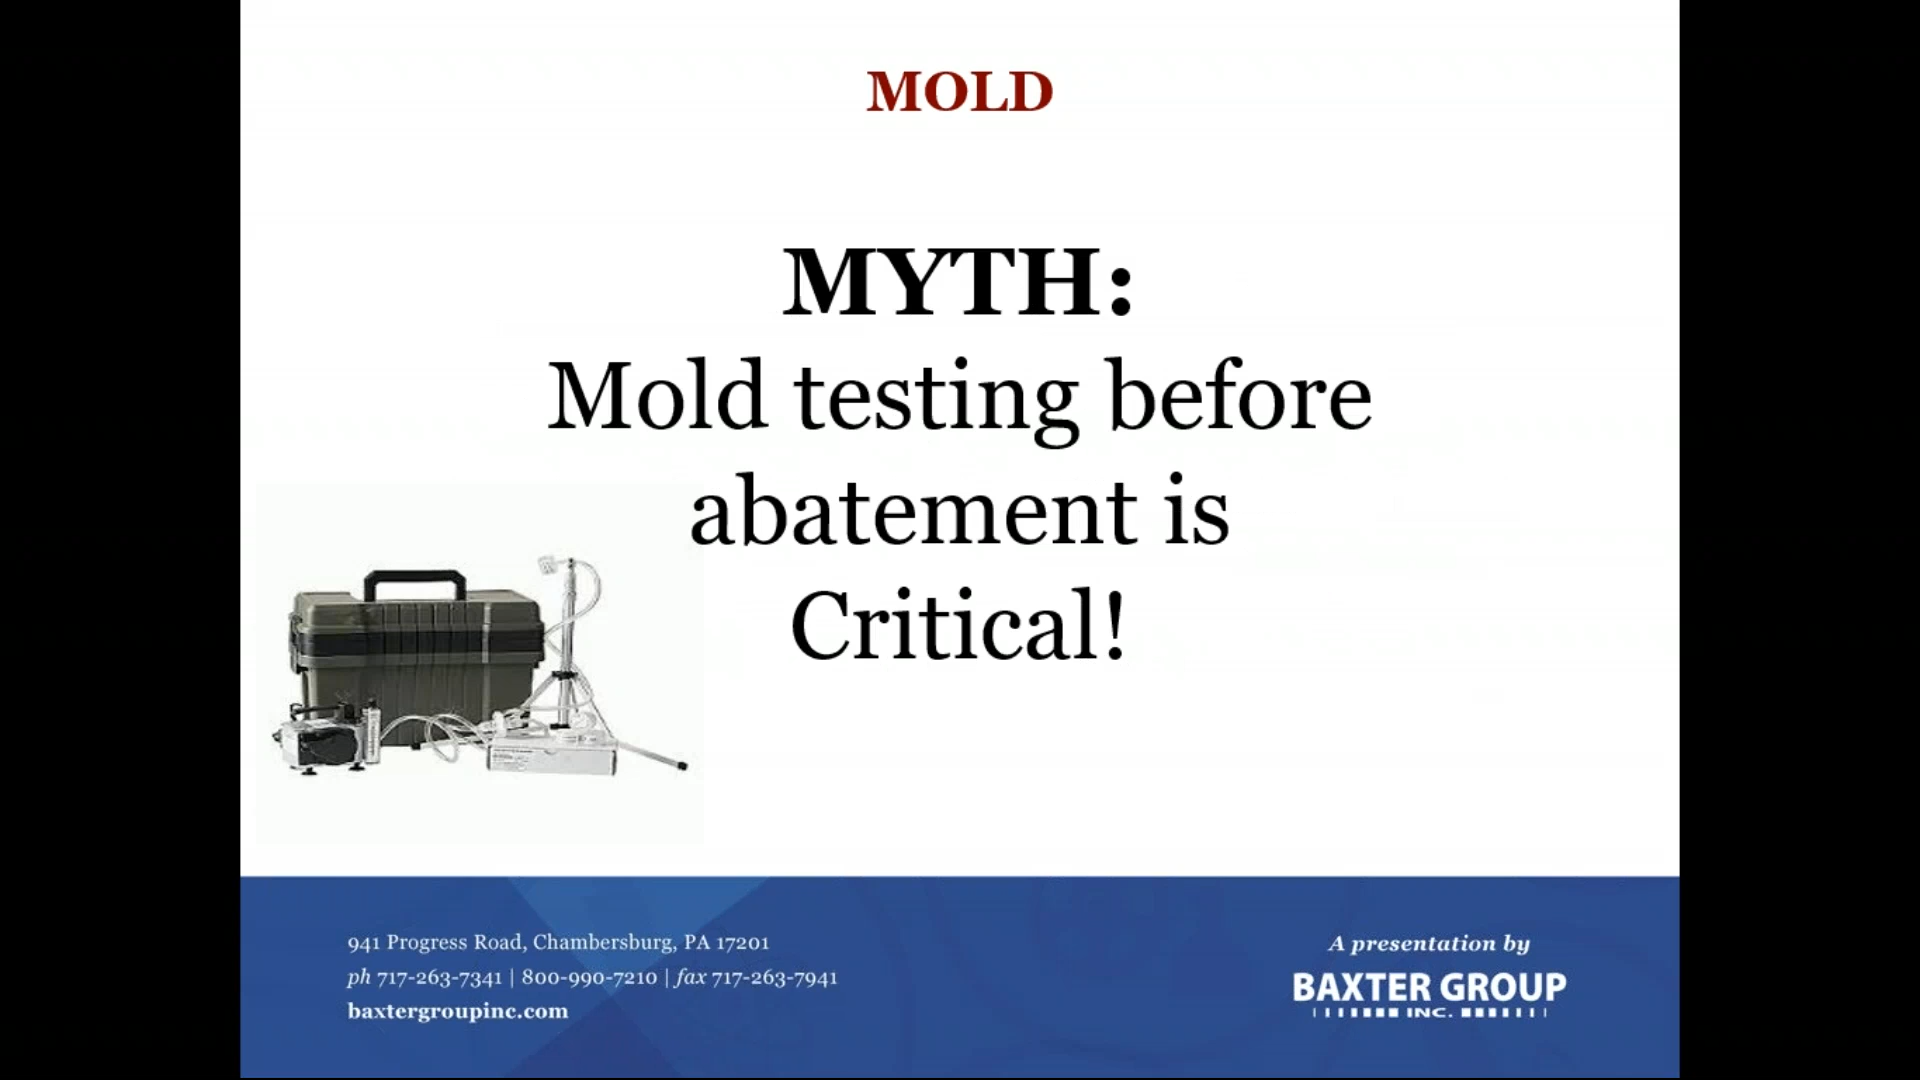 MOLD
MYTH:
Mold testing before
abatement is
Critical!
941 Progress Road, Chambersburg, PA 17201
ph 717-263-7341 | 800-990-7210 | fax 717-263-7941
baxtergroupinc.com
A presentation by
BAXTER GROUP
INC.